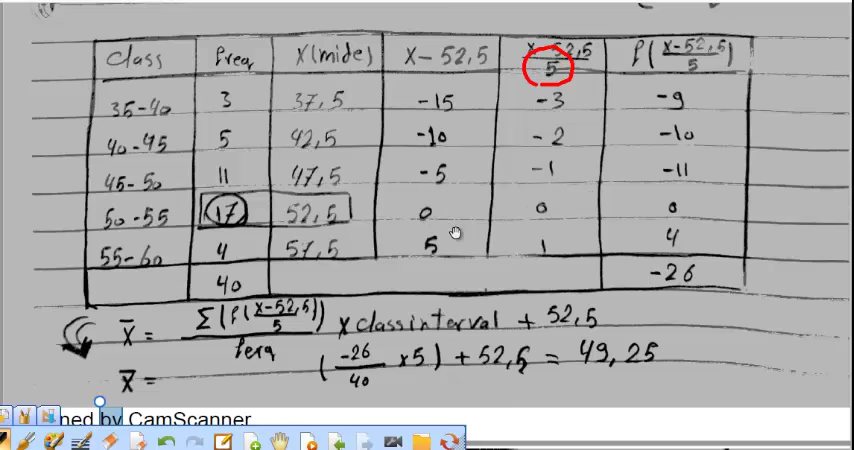 Class freq X(mide) X-52,5 X-52,5/5 f(X-52,5/5)
35-40 3 37,5 -15 -3 -9
40-45 5 42,5 -10 -2 -10
45-50 11 47,5 -5 -1 -11
50-55 17 52,5 0 0 0
55-60 4 57,5 5 1 4
40 -26
X̄ = Σ(f(X-52,5/5)) / ferq X class interval + 52,5
X̄ = (-26/40 x5) + 52,5 = 49,25
ned by CamScanner